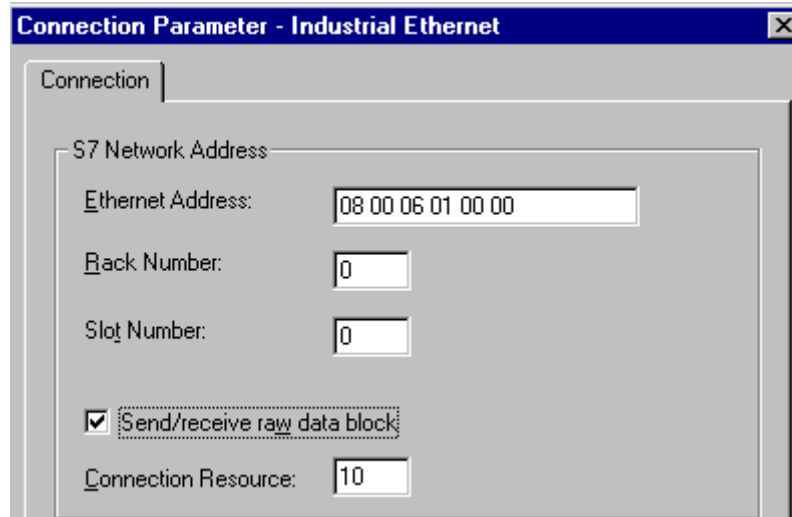 Connection Parameter - Industrial Ethernet
Connection
S7 Network Address
Ethernet Address: 08 00 06 01 00 00
Rack Number: 0
Slot Number: 0
Send/receive raw data block
Connection Resource: 10